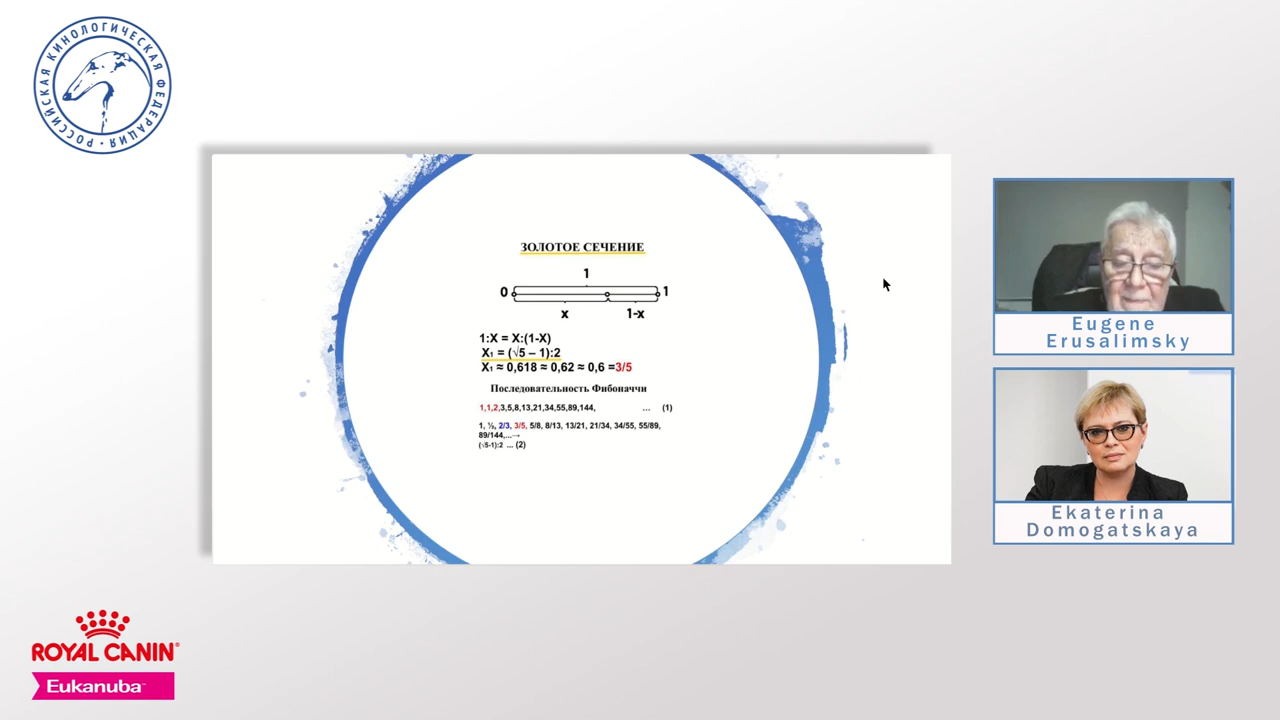 РОССИЙСКАЯ КИНОЛОГИЧЕСКАЯ ФЕДЕРАЦИЯ •
ЗОЛОТОЕ СЕЧЕНИЕ
1
0 1
x 1-x
1:X = X:(1-X)
X₁ = (√5 – 1):2
X₁ ≈ 0,618 ≈ 0,62 ≈ 0,6 =3/5
Последовательность Фибоначчи
1,1,2,3,5,8,13,21,34,55,89,144, ... (1)
1, ½, 2/3, 3/5, 5/8, 8/13, 13/21, 21/34, 34/55, 55/89,
89/144,...→
(√5-1):2 ... (2)
Eugene
Erusalimsky
Ekaterina
Domogatskaya
ROYAL CANIN®
Eukanuba™